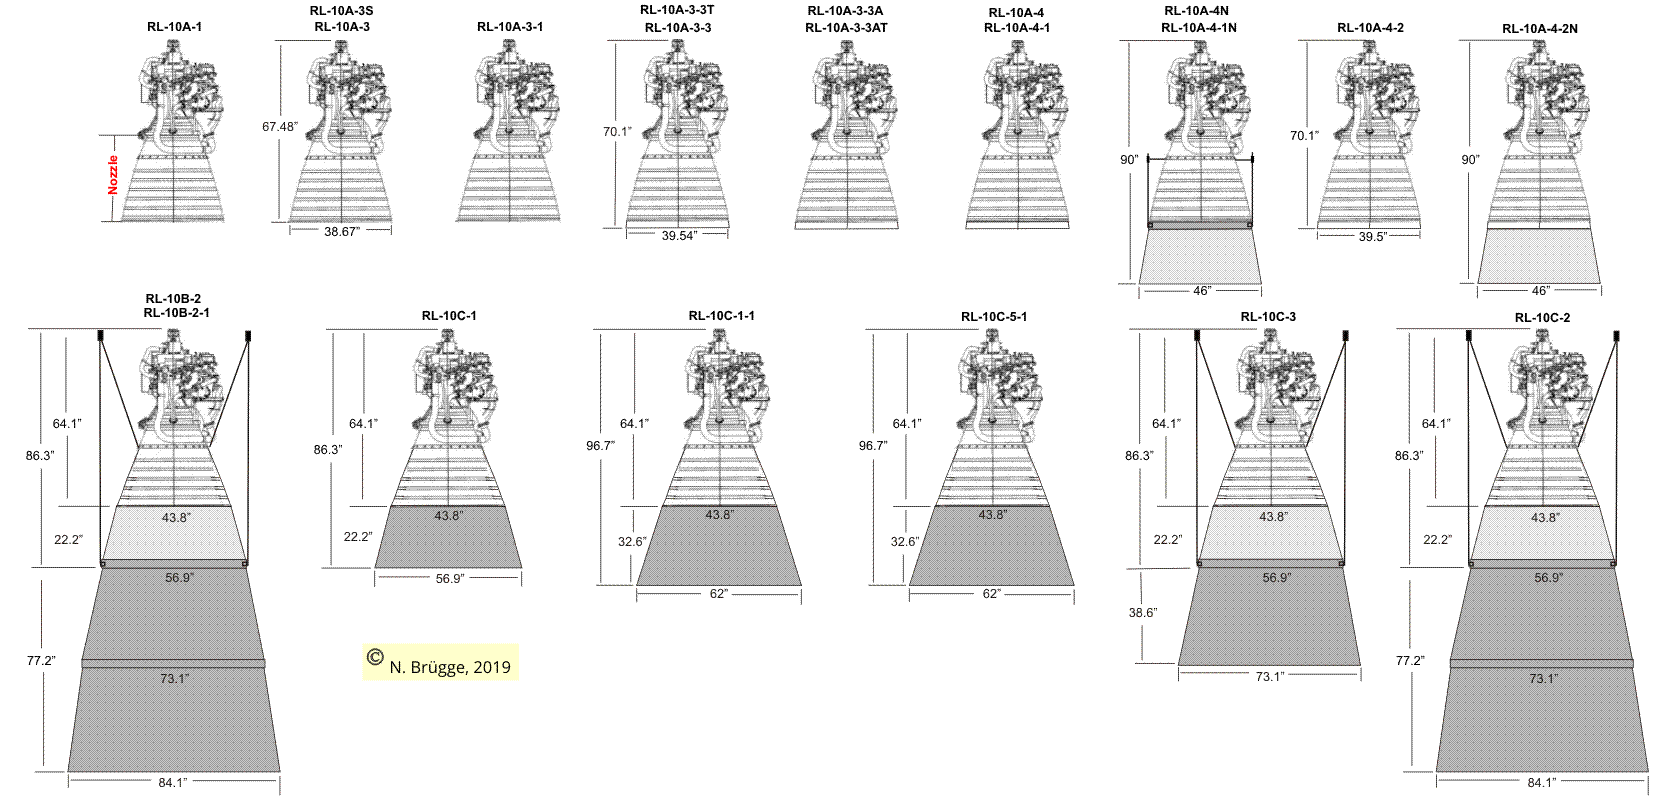 RL-10A-1
RL-10A-3S
RL-10A-3
RL-10A-3-1
RL-10A-3-3T
RL-10A-3-3
RL-10A-3-3A
RL-10A-3-3AT
RL-10A-4
RL-10A-4-1
RL-10A-4N
RL-10A-4-1N
RL-10A-4-2
RL-10A-4-2N
Nozzle
67.48”
38.67”
70.1”
39.54”
90”
46”
70.1”
39.5”
90”
46”
RL-10B-2
RL-10B-2-1
64.1”
86.3”
43.8”
22.2”
56.9”
77.2”
73.1”
84.1”
RL-10C-1
64.1”
86.3”
43.8”
22.2”
56.9”
RL-10C-1-1
64.1”
96.7”
43.8”
32.6”
62”
RL-10C-5-1
64.1”
96.7”
43.8”
32.6”
62”
RL-10C-3
64.1”
86.3”
43.8”
22.2”
56.9”
38.6”
73.1”
RL-10C-2
64.1”
86.3”
43.8”
22.2”
56.9”
77.2”
73.1”
84.1”
© N. Brügge, 2019